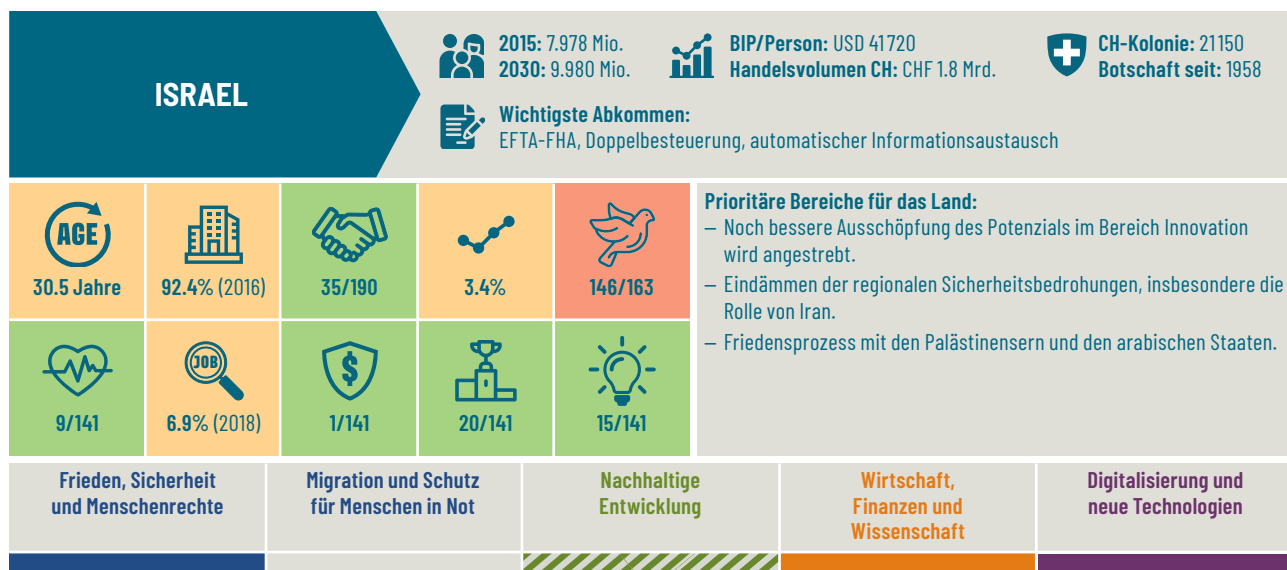 ISRAEL
2015: 7.978 Mio.
2030: 9.980 Mio.
BIP/Person: USD 41720
Handelsvolumen CH: CHF 1.8 Mrd.
CH-Kolonie: 21150
Botschaft seit: 1958
Wichtigste Abkommen:
EFTA-FHA, Doppelbesteuerung, automatischer Informationsaustausch
AGE
30.5 Jahre
92.4% (2016)
35/190
3.4%
146/163
JOB
$
9/141
6.9% (2018)
1/141
20/141
15/141
Prioritäre Bereiche für das Land:
– Noch bessere Ausschöpfung des Potenzials im Bereich Innovation
wird angestrebt.
– Eindämmen der regionalen Sicherheitsbedrohungen, insbesondere die
Rolle von Iran.
– Friedensprozess mit den Palästinensern und den arabischen Staaten.
Frieden, Sicherheit
und Menschenrechte
Migration und Schutz
für Menschen in Not
Nachhaltige
Entwicklung
Wirtschaft,
Finanzen und
Wissenschaft
Digitalisierung und
neue Technologien